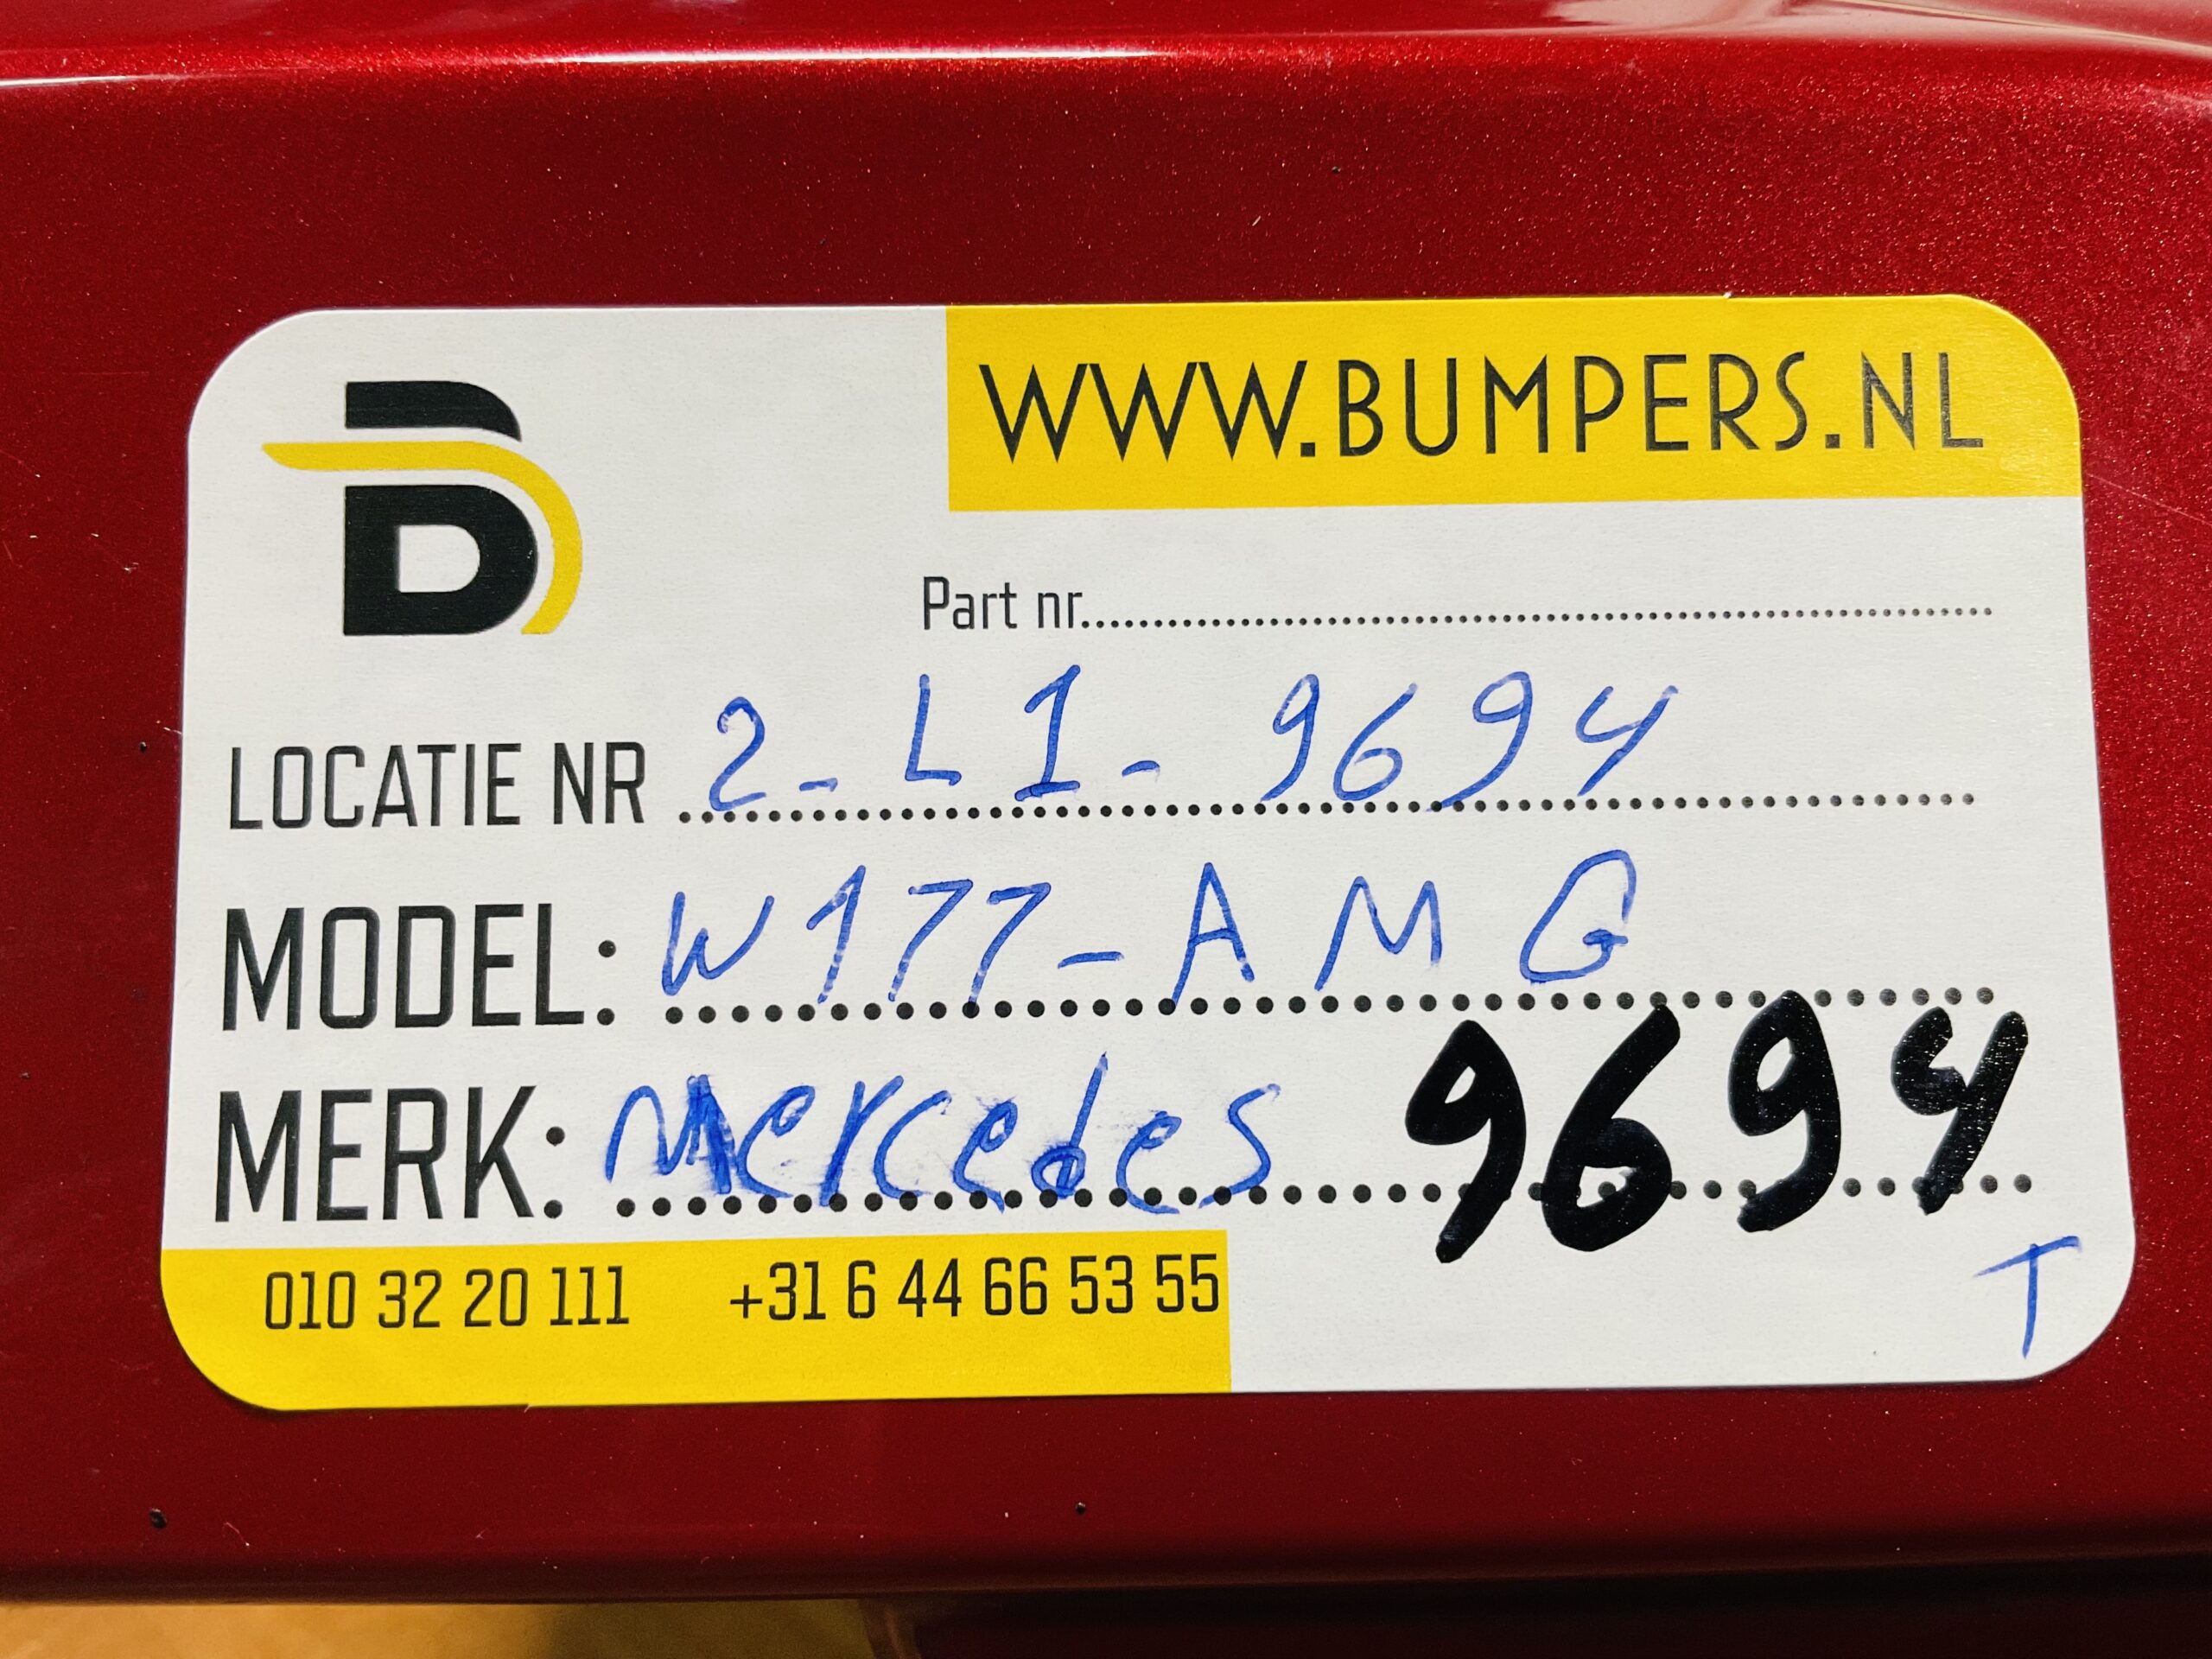 B
WWW.BUMPERS.NL
Part nr......................................................
LOCATIE NR 2-L1-9694
MODEL: W177-AMG
MERK: Mercedes 9694
010 32 20 111 +31 6 44 66 53 55
T